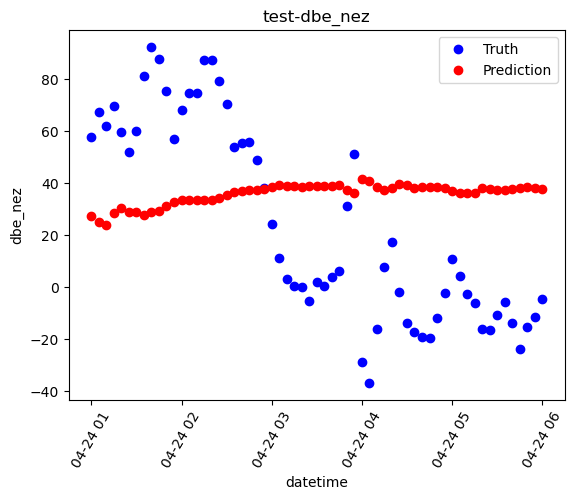 test-dbe_nez
Truth
Prediction
dbe_nez
80
60
40
20
0
−20
−40
04-24 01
04-24 02
04-24 03
04-24 04
04-24 05
04-24 06
datetime